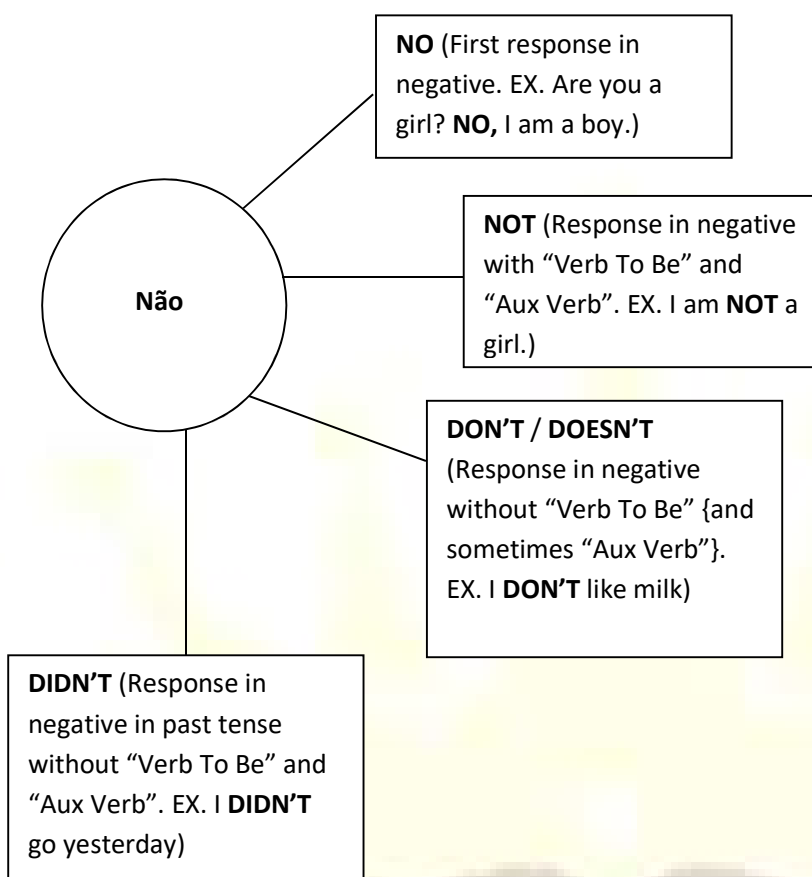 NO (First response in
negative. EX. Are you a
girl? NO, I am a boy.)
NOT (Response in negative
with “Verb To Be” and
“Aux Verb”. EX. I am NOT a
girl.)
Não
DON’T / DOESN’T
(Response in negative
without “Verb To Be” {and
sometimes “Aux Verb”}.
EX. I DON’T like milk)
DIDN’T (Response in
negative in past tense
without “Verb To Be” and
“Aux Verb”. EX. I DIDN’T
go yesterday)